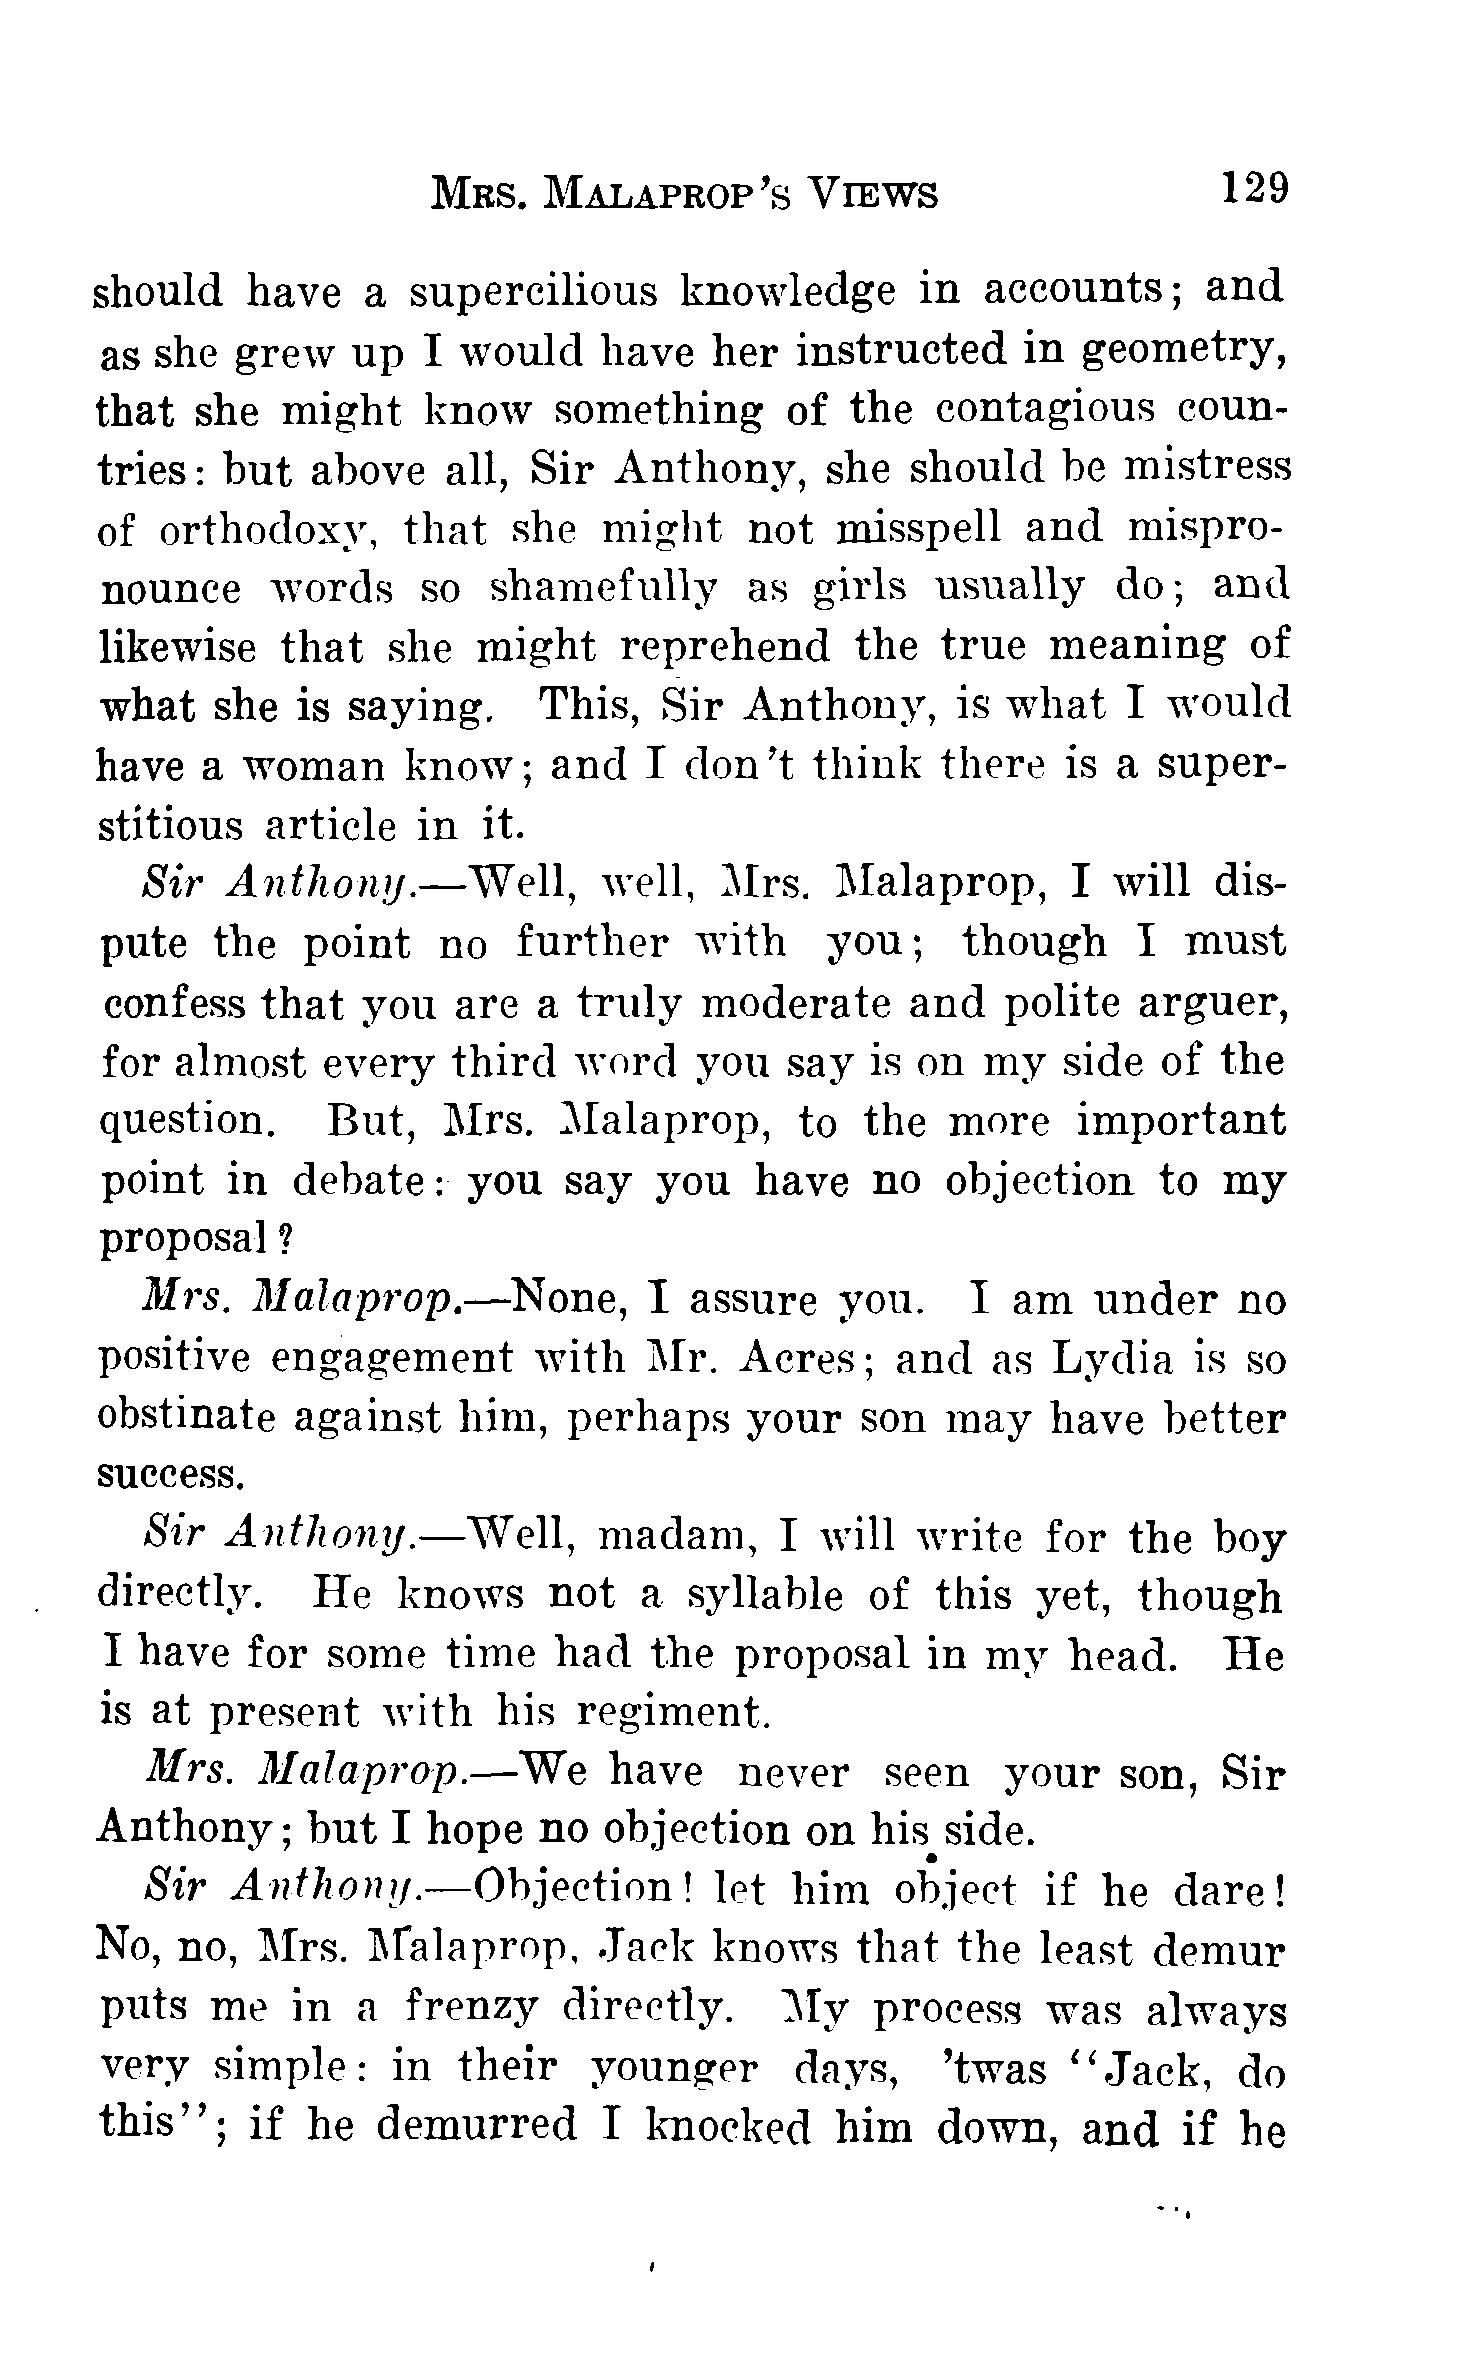 MRS. MALAPROP'S VIEWS 129
should have a supercilious knowledge in accounts; and
as she grew up I would have her instructed in geometry,
that she might know something of the contagious coun-
tries: but above all, Sir Anthony, she should be mistress
of orthodoxy, that she might not misspell and mispro-
nounce words so shamefully as girls usually do; and
likewise that she might reprehend the true meaning of
what she is saying. This, Sir Anthony, is what I would
have a woman know; and I don't think there is a super-
stitious article in it.
Sir Anthony.—Well, well, Mrs. Malaprop, I will dis-
pute the point no further with you; though I must
confess that you are a truly moderate and polite arguer,
for almost every third word you say is on my side of the
question. But, Mrs. Malaprop, to the more important
point in debate: you say you have no objection to my
proposal?
Mrs. Malaprop.—None, I assure you. I am under no
positive engagement with Mr. Acres; and as Lydia is so
obstinate against him, perhaps your son may have better
success.
Sir Anthony.—Well, madam, I will write for the boy
directly. He knows not a syllable of this yet, though
I have for some time had the proposal in my head. He
is at present with his regiment.
Mrs. Malaprop.—We have never seen your son, Sir
Anthony; but I hope no objection on his side.
Sir Anthony.—Objection! let him object if he dare!
No, no, Mrs. Malaprop, Jack knows that the least demur
puts me in a frenzy directly. My process was always
very simple: in their younger days, 'twas "Jack, do
this"; if he demurred I knocked him down, and if he